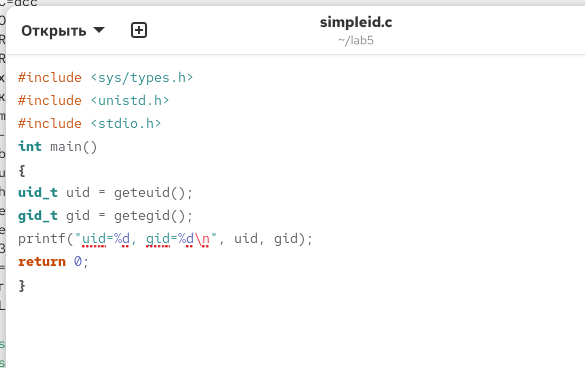 Открыть
simpleid.c
~/lab5
#include <sys/types.h>
#include <unistd.h>
#include <stdio.h>
int main()
{
uid_t uid = geteuid();
gid_t gid = getegid();
printf("uid=%d, gid=%d\n", uid, gid);
return 0;
}